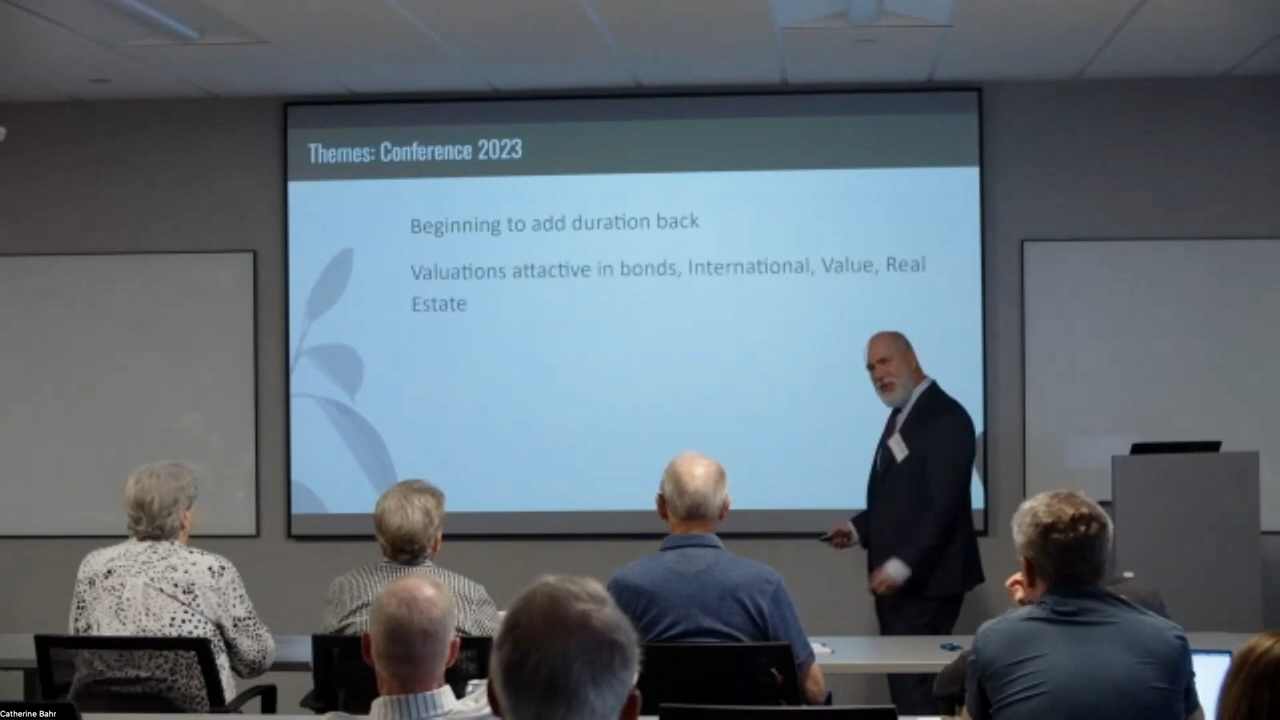 Themes: Conference 2023
Beginning to add duration back
Valuations attactive in bonds, International, Value, Real
Estate
Catherine Bahr